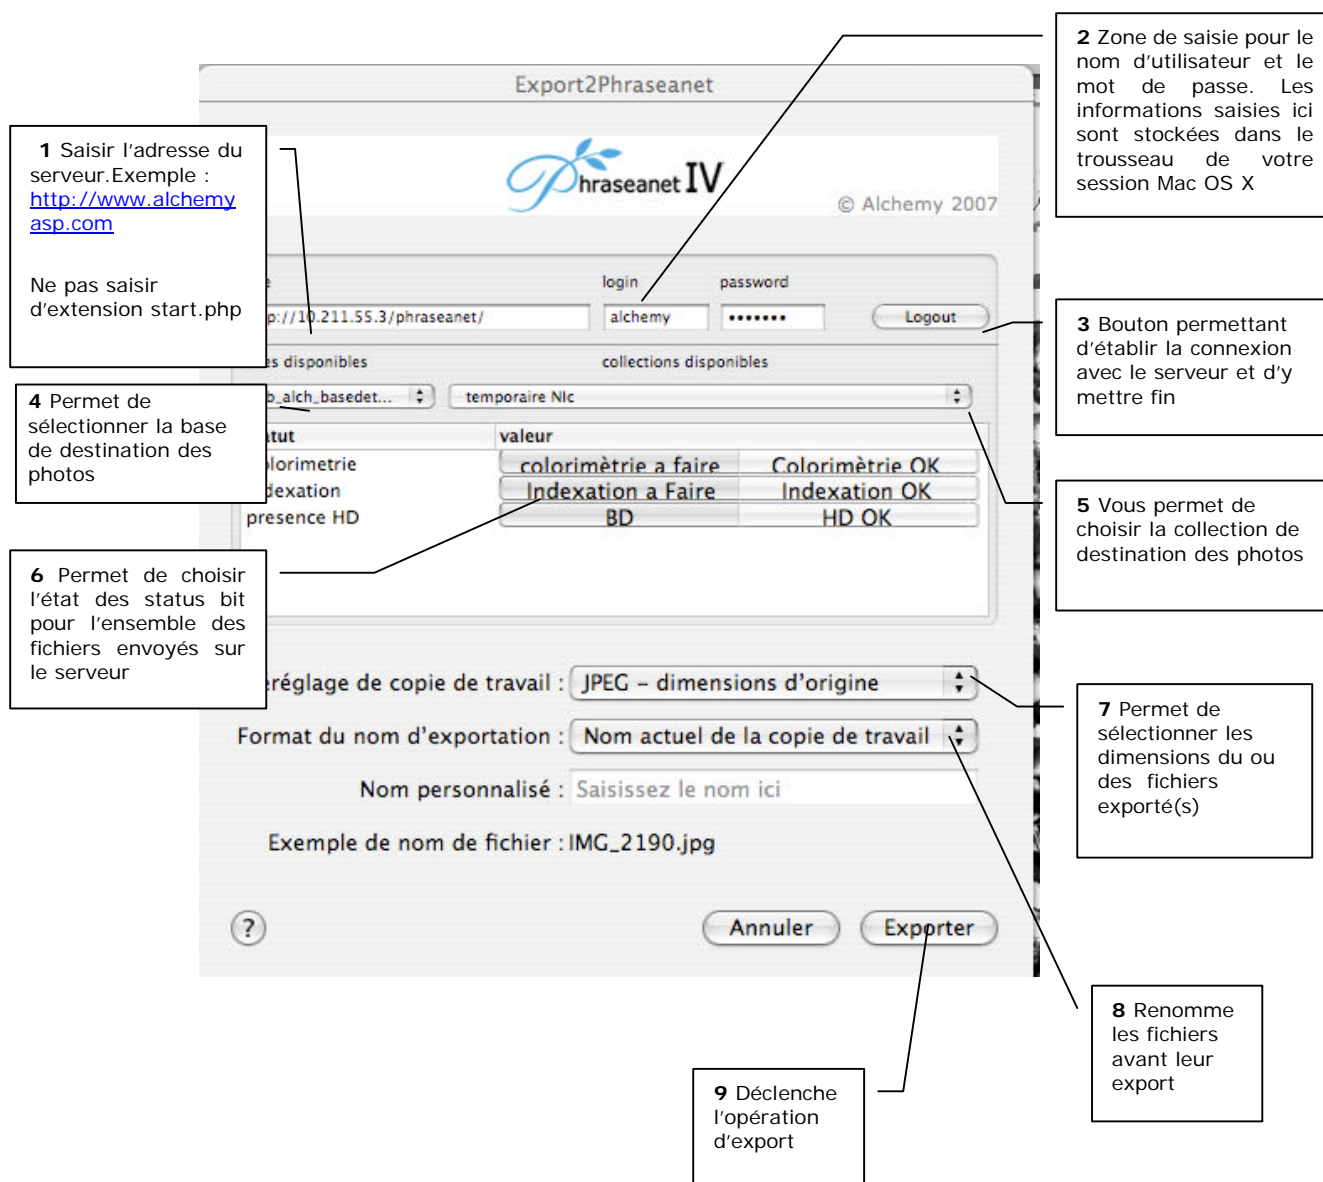 2 Zone de saisie pour le
nom d'utilisateur et le
mot de passe. Les
informations saisies ici
sont stockées dans le
trousseau de votre
session Mac OS X
Export2Phraseanet
1 Saisir l'adresse du
serveur.Exemple :
http://www.alchemy
asp.com
Ne pas saisir
d'extension start.php
Phraseanet IV
© Alchemy 2007
login
password
p://10.211.55.3/phraseanet/
alchemy
•••••••
Logout
3 Bouton permettant
d'établir la connexion
avec le serveur et d'y
mettre fin
es disponibles
collections disponibles
4 Permet de
sélectionner la base
de destination des
photos
b_alch_basedet...
temporaire Nlc
tut
valeur
lorimetrie
colorimètrie a faire
Colorimètrie OK
dexation
Indexation a Faire
Indexation OK
presence HD
BD
HD OK
5 Vous permet de
choisir la collection de
destination des photos
6 Permet de choisir
l'état des status bit
pour l'ensemble des
fichiers envoyés sur
le serveur
réglage de copie de travail :
JPEG – dimensions d'origine
Format du nom d'exportation :
Nom actuel de la copie de travail
Nom personnalisé :
Saisissez le nom ici
Exemple de nom de fichier :
IMG_2190.jpg
7 Permet de
sélectionner les
dimensions du ou
des fichiers
exporté(s)
?
Annuler
Exporter
8 Renomme
les fichiers
avant leur
export
9 Déclenche
l'opération
d'export